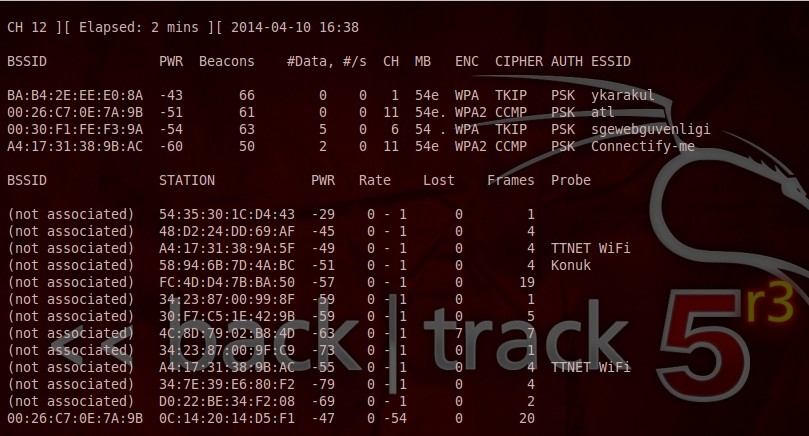 CH 12 ][ Elapsed: 2 mins ][ 2014-04-10 16:38
BSSID PWR Beacons #Data, #/s CH MB ENC CIPHER AUTH ESSID
BA:B4:2E:EE:E0:8A -43 66 0 0 1 54e WPA TKIP PSK ykarakul
00:26:C7:0E:7A:9B -51 61 0 0 11 54e. WPA2 CCMP PSK atl
00:30:F1:FE:F3:9A -54 63 5 0 6 54 . WPA TKIP PSK sgewebguvenligi
A4:17:31:38:9B:AC -60 50 2 0 11 54e WPA2 CCMP PSK Connectify-me
BSSID STATION PWR Rate Lost Frames Probe
(not associated) 54:35:30:1C:D4:43 -29 0 - 1 0 1
(not associated) 48:D2:24:DD:69:AF -45 0 - 1 0 4
(not associated) A4:17:31:38:9A:5F -49 0 - 1 0 4 TTNET WiFi
(not associated) 58:94:6B:7D:4A:BC -51 0 - 1 0 4 Konuk
(not associated) FC:4D:D4:7B:BA:50 -57 0 - 1 0 19
(not associated) 34:23:87:00:99:8F 0 - 1 0 1
(not associated) 30:F7:C5:1E:42:9B -59 0 - 1 0 5
(not associated) 4C:8D:79:02:B8:4D -63 0 - 1 7 7
(not associated) 34:23:87:00:9F:C9 -73 0 - 1 0 1
(not associated) A4:17:31:38:9B:AC -55 0 - 1 0 4 TTNET WiFi
(not associated) 34:7E:39:E6:80:F2 -79 0 - 1 0 4
(not associated) D0:22:BE:34:F2:08 -69 0 - 1 0 2
00:26:C7:0E:7A:9B 0C:14:20:14:D5:F1 -47 0 -54 0 20
<< back | track 5 r3